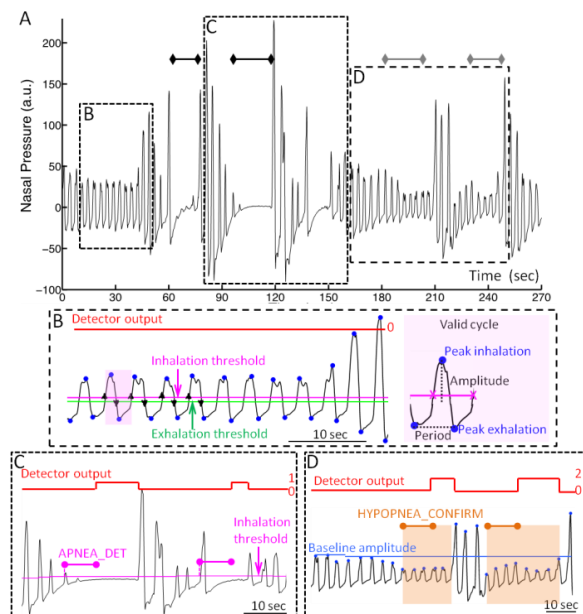 A
C
200
150
100
50
0
−50
−100
Nasal Pressure (a.u.)
B
D
Time (sec)
0 30 60 90 120 150 180 210 240 270
B
Detector output
0
Valid cycle
Inhalation threshold
Peak inhalation
Amplitude
Exhalation threshold
10 sec
Period
Peak exhalation
C
Detector output
1
0
Inhalation
threshold
APNEA_DET
10 sec
D
Detector output
2
0
HYPOPNEA_CONFIRM
Baseline amplitude
10 sec